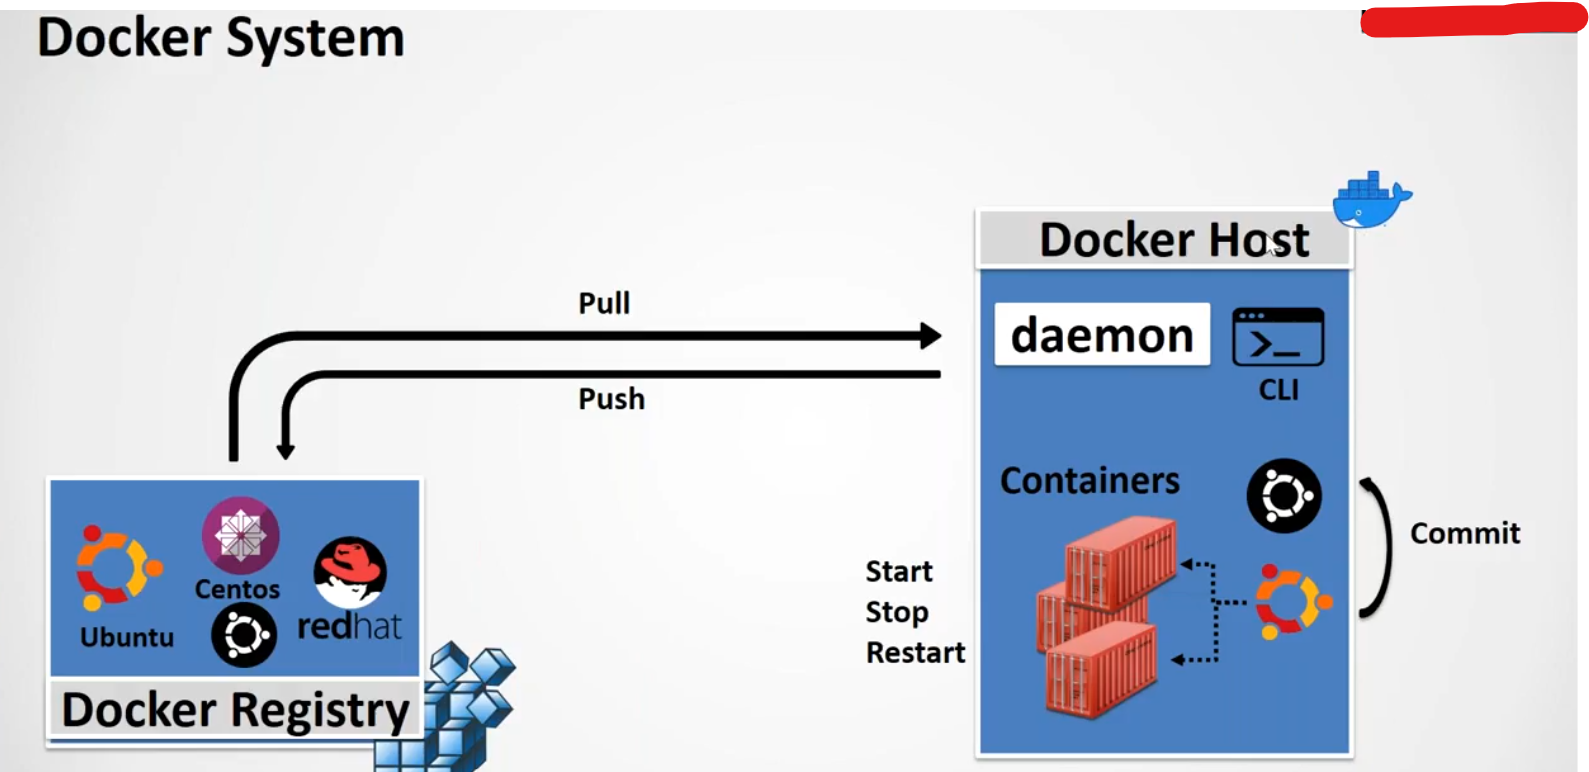 Docker System
Docker Host
Pull
daemon
Push
CLI
Containers
Commit
Start
Stop
Restart
Centos
redhat
Ubuntu
Docker Registry